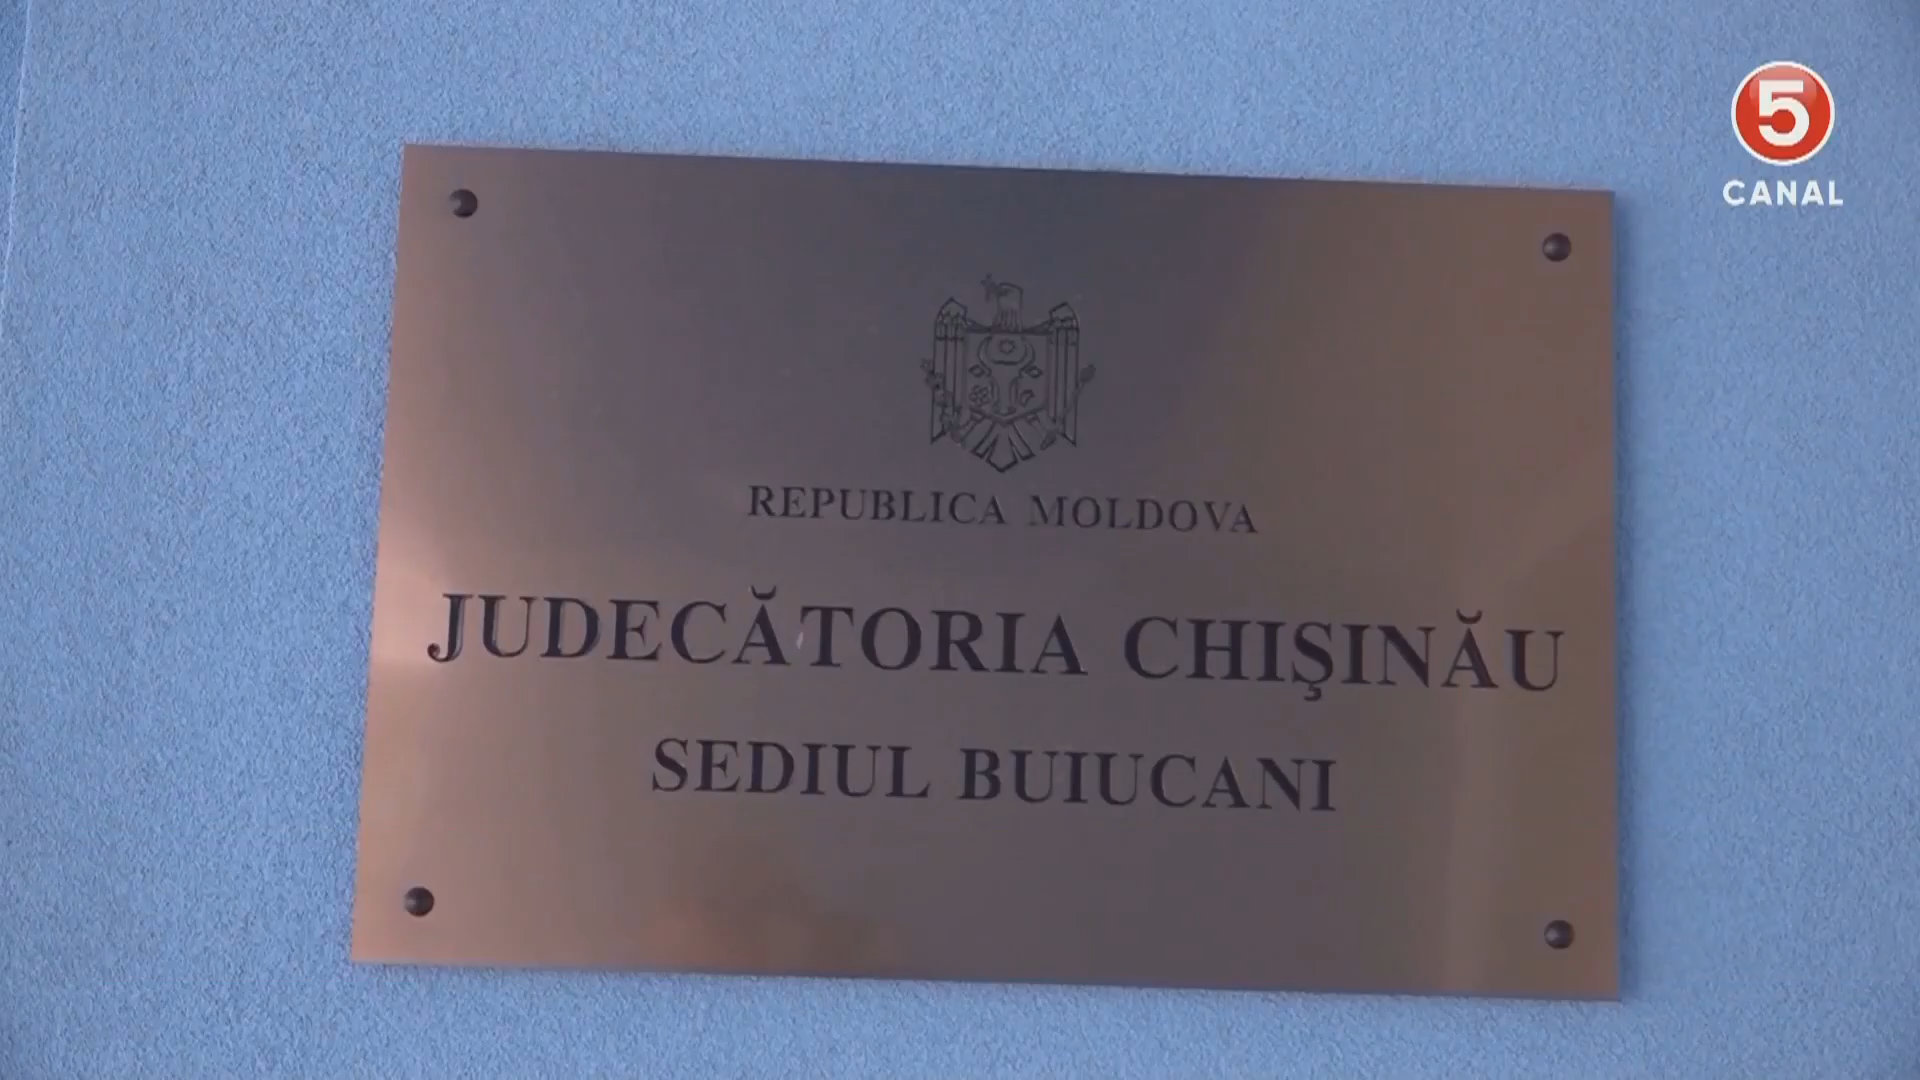 5
CANAL
REPUBLICA MOLDOVA
JUDECĂTORIA CHIŞINĂU
SEDIUL BUIUCANI